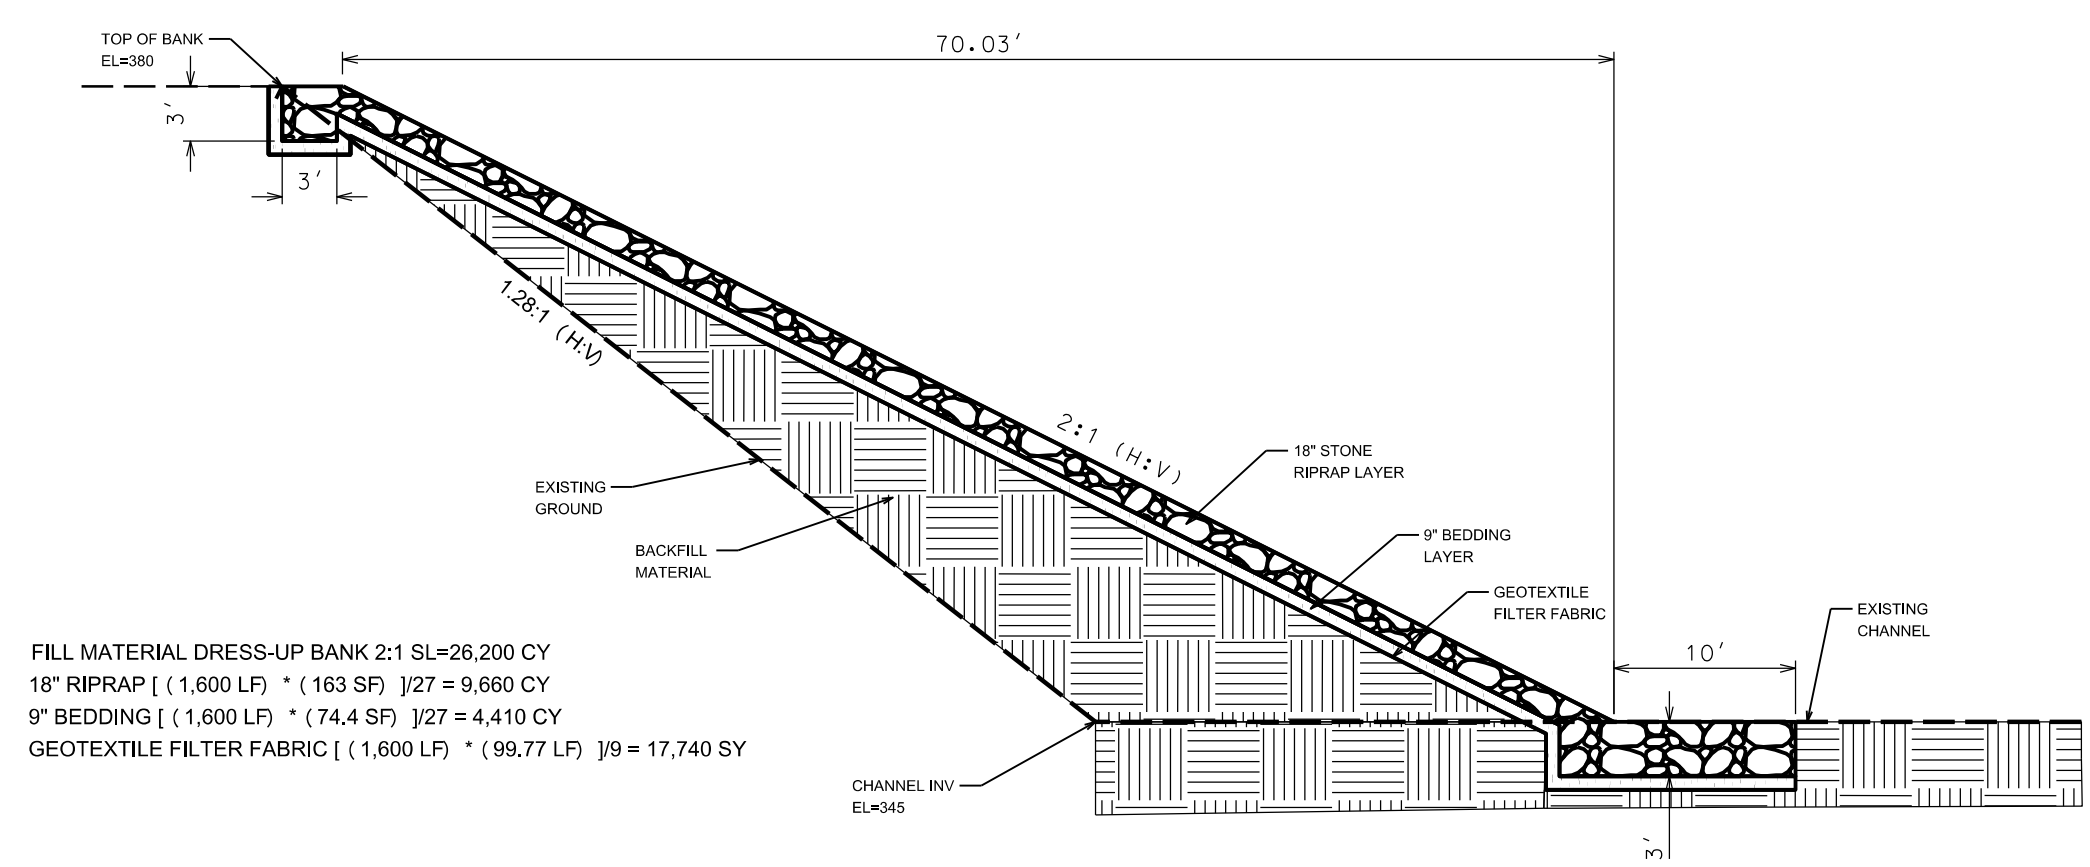 TOP OF BANK
EL=380
70.03'
3'
3'
1.28:1 (H:V)
2:1 (H:V)
18" STONE
RIPRAP LAYER
EXISTING
GROUND
9" BEDDING
LAYER
BACKFILL
MATERIAL
GEOTEXTILE
FILTER FABRIC
EXISTING
CHANNEL
10'
FILL MATERIAL DRESS-UP BANK 2:1 SL=26,200 CY
18" RIPRAP [ (1,600 LF) * (163 SF) ]/27 = 9,660 CY
9" BEDDING [ (1,600 LF) * (74.4 SF) ]/27 = 4,410 CY
GEOTEXTILE FILTER FABRIC [ (1,600 LF) * (99.77 LF) ]/9 = 17,740 SY
CHANNEL INV
EL=345
3'